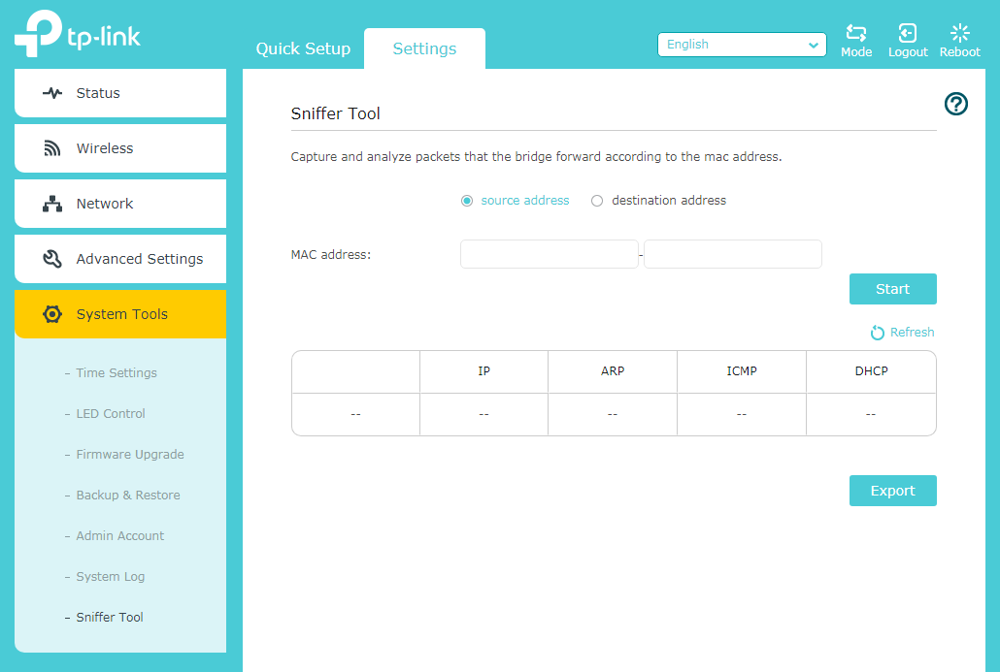 tp-link
Quick Setup
Settings
English
Mode
Logout
Reboot
Status
Wireless
Network
Advanced Settings
System Tools
– Time Settings
– LED Control
– Firmware Upgrade
– Backup & Restore
– Admin Account
– System Log
– Sniffer Tool
Sniffer Tool
?
Capture and analyze packets that the bridge forward according to the mac address.
source address
destination address
MAC address:
-
Start
Refresh
IP ARP ICMP DHCP
-- -- -- -- --
Export